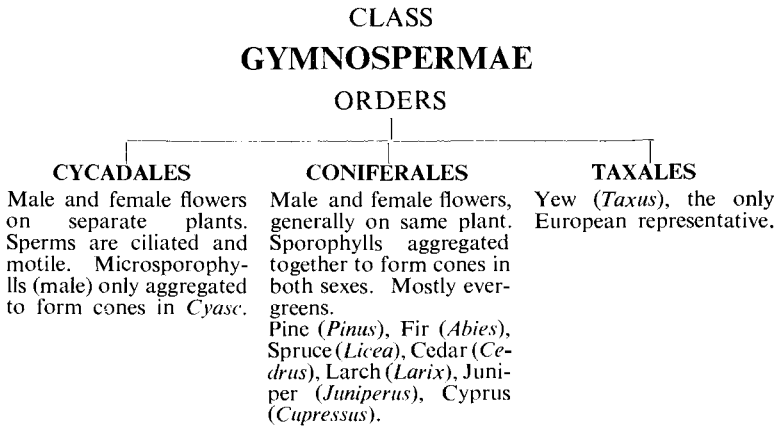 CLASS
GYMNOSPERMAE
ORDERS
CYCADALES
Male and female flowers
on separate plants.
Sperms are ciliated and
motile. Microsporophy-
lls (male) only aggregated
to form cones in Cyasc.
CONIFERALES
Male and female flowers,
generally on same plant.
Sporophylls aggregated
together to form cones in
both sexes. Mostly ever-
greens.
Pine (Pinus), Fir (Abies),
Spruce (Licea), Cedar (Ce-
drus), Larch (Larix), Juni-
per (Juniperus), Cyprus
(Cupressus).
TAXALES
Yew (Taxus), the only
European representative.